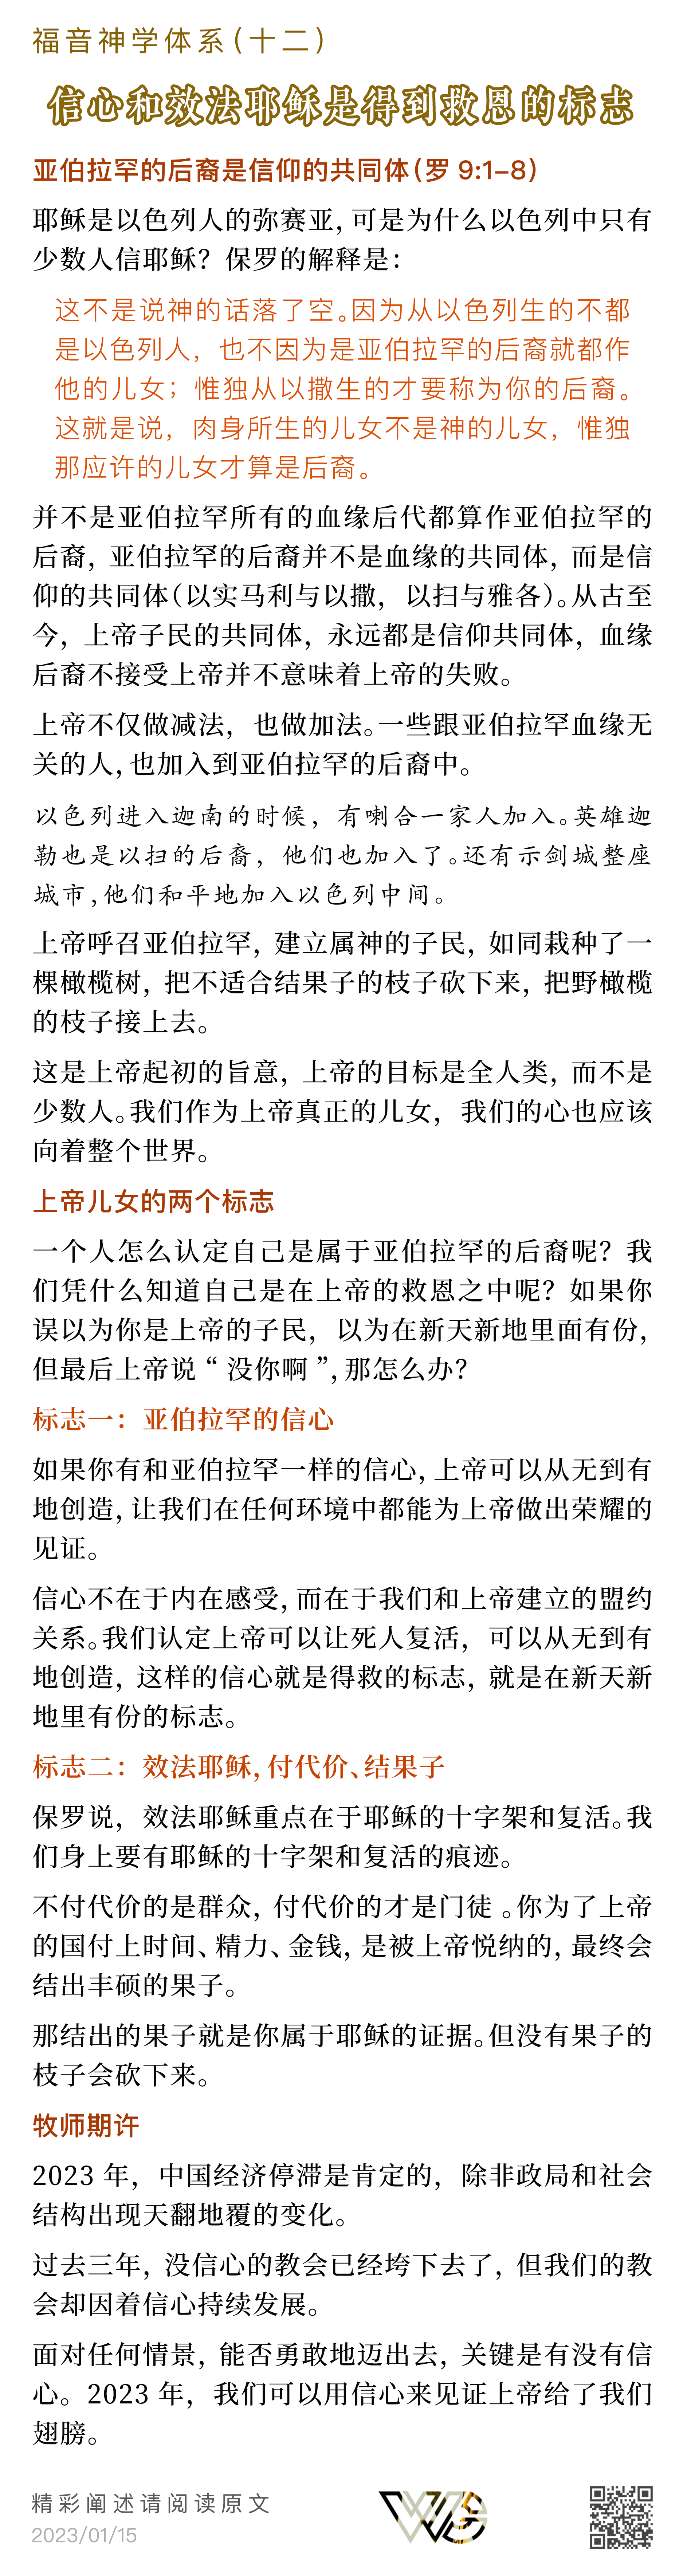 福音神学体系(十二)
信心和效法耶稣是得到救恩的标志
亚伯拉罕的后裔是信仰的共同体(罗 9:1-8)
耶稣是以色列人的弥赛亚,可是为什么以色列中只有
少数人信耶稣？保罗的解释是：
这不是说神的话落了空。因为从以色列生的不都
是以色列人，也不因为是亚伯拉罕的后裔就都作
他的儿女；惟独从以撒生的才要称为你的后裔。
这就是说，肉身所生的儿女不是神的儿女，惟独
那应许的儿女才算是后裔。
并不是亚伯拉罕所有的血缘后代都算作亚伯拉罕的
后裔，亚伯拉罕的后裔并不是血缘的共同体，而是信
仰的共同体(以实马利与以撒，以扫与雅各)。从古至
今，上帝子民的共同体，永远都是信仰共同体，血缘
后裔不接受上帝并不意味着上帝的失败。
上帝不仅做减法，也做加法。一些跟亚伯拉罕血缘无
关的人,也加入到亚伯拉罕的后裔中。
以色列进入迦南的时候，有喇合一家人加入。英雄迦
勒也是以扫的后裔，他们也加入了。还有示剑城整座
城市,他们和平地加入以色列中间。
上帝呼召亚伯拉罕，建立属神的子民，如同栽种了一
棵橄榄树，把不适合结果子的枝子砍下来，把野橄榄
的枝子接上去。
这是上帝起初的旨意，上帝的目标是全人类，而不是
少数人。我们作为上帝真正的儿女，我们的心也应该
向着整个世界。
上帝儿女的两个标志
一个人怎么认定自己是属于亚伯拉罕的后裔呢？我
们凭什么知道自己是在上帝的救恩之中呢？如果你
误以为你是上帝的子民，以为在新天新地里面有份，
但最后上帝说“没你啊”,那怎么办？
标志一：亚伯拉罕的信心
如果你有和亚伯拉罕一样的信心,上帝可以从无到有
地创造,让我们在任何环境中都能为上帝做出荣耀的
见证。
信心不在于内在感受,而在于我们和上帝建立的盟约
关系。我们认定上帝可以让死人复活，可以从无到有
地创造，这样的信心就是得救的标志，就是在新天新
地里有份的标志。
标志二：效法耶稣,付代价、结果子
保罗说，效法耶稣重点在于耶稣的十字架和复活。我
们身上要有耶稣的十字架和复活的痕迹。
不付代价的是群众，付代价的才是门徒 。你为了上帝
的国付上时间、精力、金钱，是被上帝悦纳的，最终会
结出丰硕的果子。
那结出的果子就是你属于耶稣的证据。但没有果子的
枝子会砍下来。
牧师期许
2023 年，中国经济停滞是肯定的，除非政局和社会
结构出现天翻地覆的变化。
过去三年，没信心的教会已经垮下去了，但我们的教
会却因着信心持续发展。
面对任何情景，能否勇敢地迈出去，关键是有没有信
心。2023 年，我们可以用信心来见证上帝给了我们
翅膀。
精彩阐述请阅读原文
2023/01/15